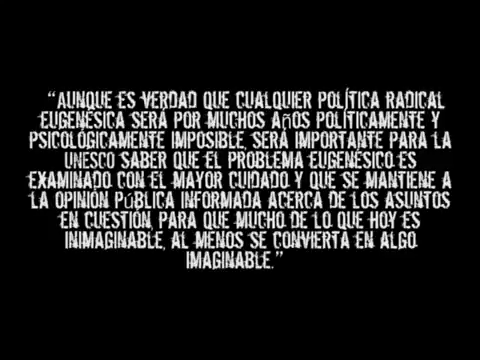 “AUNQUE ES VERDAD QUE CUALQUIER POLÍTICA RADICAL
EUGENÉSICA SERÁ POR MUCHOS AñOS POLÍTICAMENTE Y
PSICOLÓGICAMENTE IMPOSIBLE, SERÁ IMPORTANTE PARA LA
UNESCO SABER QUE EL PROBLEMA EUGENÉSICO ES
EXAMINADO CON EL MAYOR CUIDADO Y QUE SE MANTIENE A
LA OPINIÓN PÚBLICA INFORMADA ACERCA DE LOS ASUNTOS
EN CUESTIÓN, PARA QUE MUCHO DE LO QUE HOY ES
INIMAGINABLE, AL MENOS SE CONVIERTA EN ALGO
IMAGINABLE.”